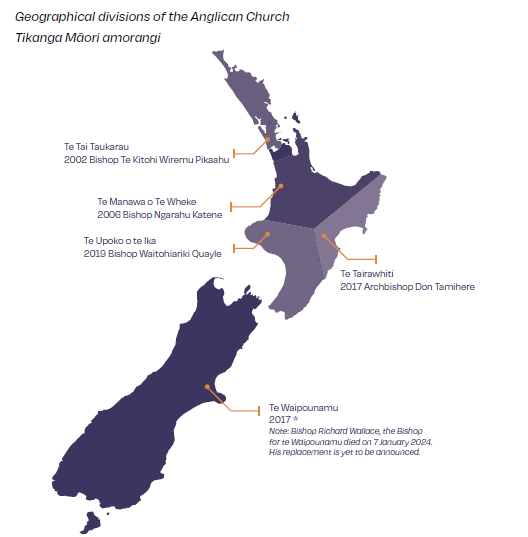 Geographical divisions of the Anglican Church
Tikanga Māori amorangi
Te Tai Taukarau
2002 Bishop Te Kitohi Wiremu Pikaahu
Te Manawa o Te Wheke
2006 Bishop Ngarahu Katene
Te Upoko o te Ika
2019 Bishop Waitohiariki Quayle
Te Tairawhiti
2017 Archbishop Don Tamihere
Te Waipounamu
2017 *
Note: Bishop Richard Wallace, the Bishop
for te Waipounamu died on 7 January 2024.
His replacement is yet to be announced.